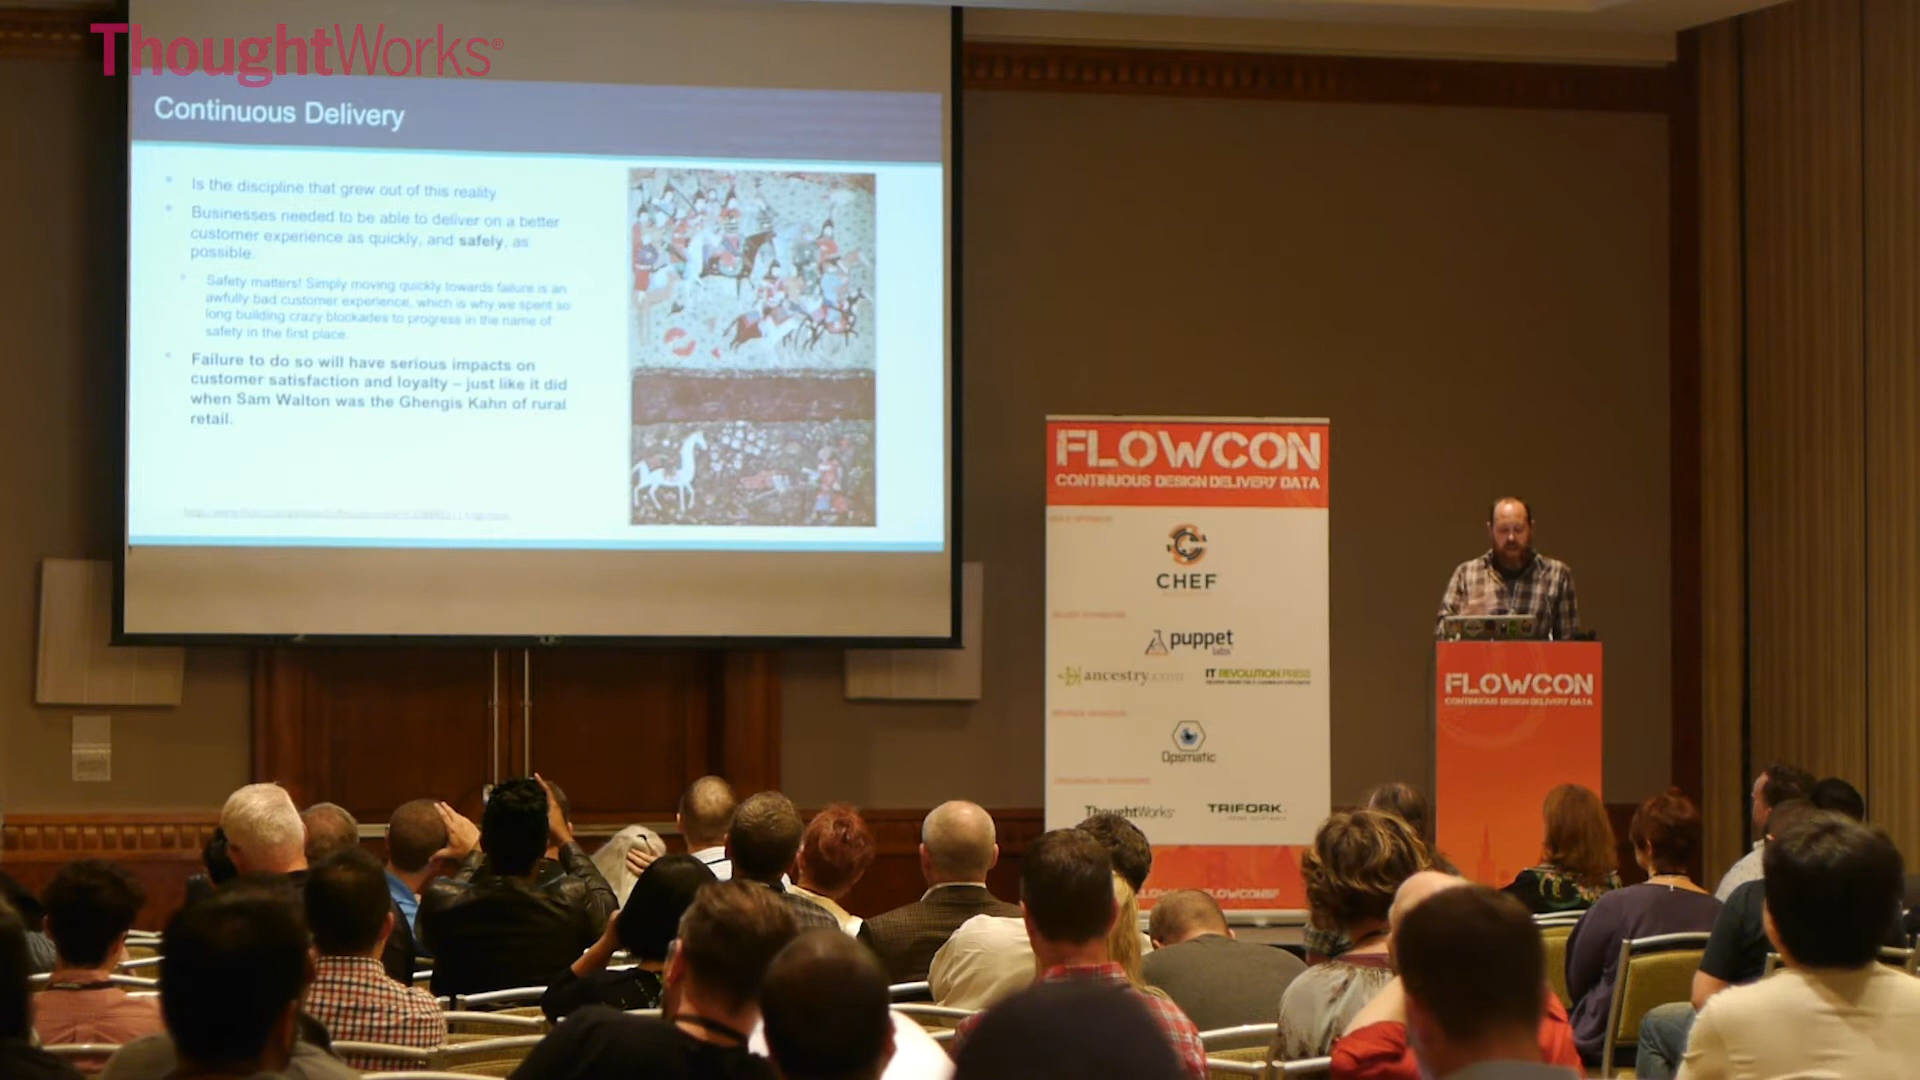 ThoughtWorks®
Continuous Delivery
Is the discipline that grew out of this reality
Businesses needed to be able to deliver on a better
customer experience as quickly, and safely, as
possible.
Safety matters! Simply moving quickly towards failure is an
awfully bad customer experience, which is why we spent so
long building crazy blockades to progress in the name of
safety in the first place.
Failure to do so will have serious impacts on
customer satisfaction and loyalty – just like it did
when Sam Walton was the Ghengis Kahn of rural
retail.
FLOWCON
CONTINUOUS DESIGN DELIVERY DATA
CHEF
puppet
labs
ancestry.com
IT REVOLUTION PRESS
Opsmatic
ThoughtWorks
TRIFORK.
FLOWCON
CONTINUOUS DESIGN DELIVERY DATA